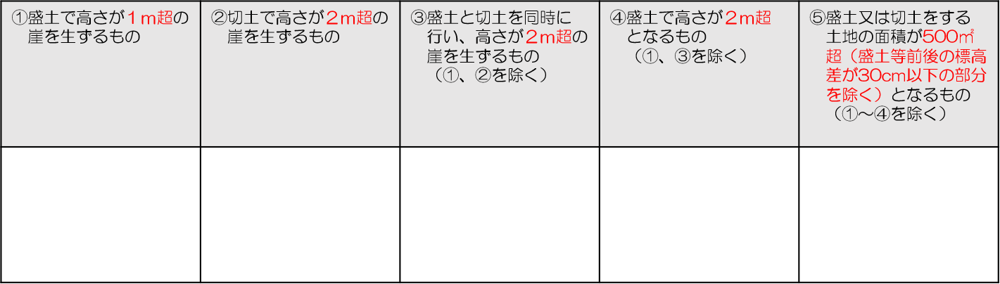 ①盛土で高さが１ｍ超の
崖を生ずるもの
②切土で高さが２ｍ超の
崖を生ずるもの
③盛土と切土を同時に
行い、高さが２ｍ超の
崖を生ずるもの
（①、②を除く）
④盛土で高さが２ｍ超
となるもの
（①、③を除く）
⑤盛土又は切土をする
土地の面積が500㎡
超（盛土等前後の標高
差が30cm以下の部分
を除く）となるもの
（①～④を除く）